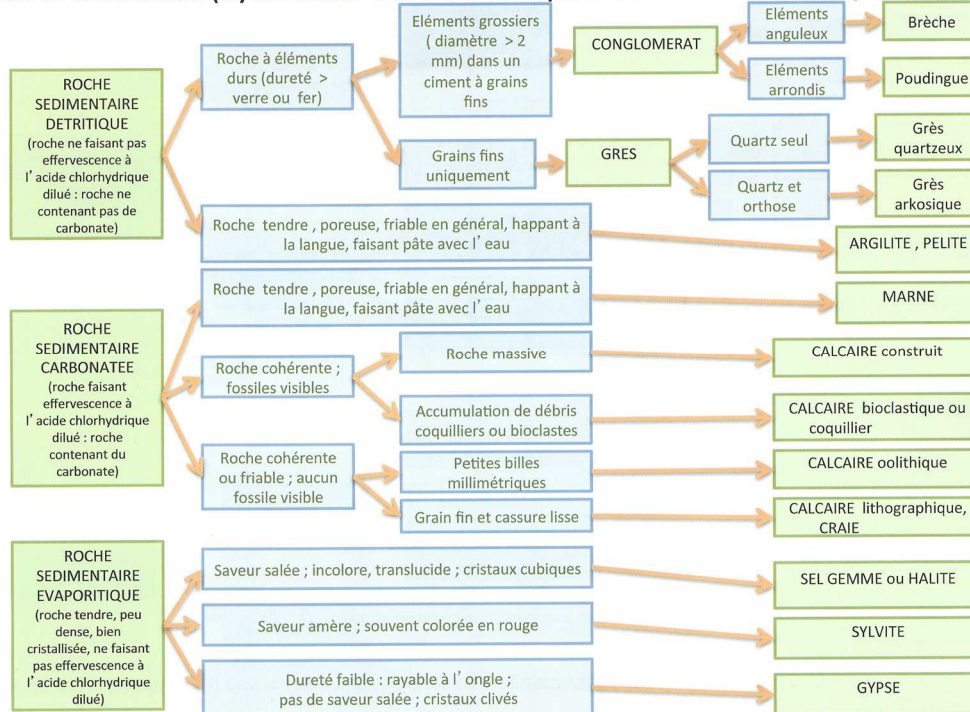 ROCHE
SEDIMENTAIRE
DETRITIQUE
(roche ne faisant pas
effervescence à
l'acide chlorhydrique
dilué : roche ne
contenant pas de
carbonate)
Roche à éléments
durs (dureté >
verre ou fer)
Eléments grossiers
( diamètre > 2
mm) dans un
ciment à grains
fins
CONGLOMERAT
Eléments
anguleux
Brèche
Eléments
arrondis
Poudingue
Grains fins
uniquement
GRES
Quartz seul
Grès
quartzeux
Quartz et
orthose
Grès
arkosique
Roche tendre , poreuse, friable en général, happant à
la langue, faisant pâte avec l'eau
ARGILITE , PELITE
ROCHE
SEDIMENTAIRE
CARBONATEE
(roche faisant
effervescence à
l'acide chlorhydrique
dilué : roche
contenant du
carbonate)
Roche tendre , poreuse, friable en général, happant à
la langue, faisant pâte avec l'eau
MARNE
Roche cohérente ;
fossiles visibles
Roche massive
CALCAIRE construit
Accumulation de débris
coquilliers ou bioclastes
CALCAIRE bioclastique ou
coquillier
Roche cohérente
ou friable ; aucun
fossile visible
Petites billes
millimétriques
CALCAIRE oolithique
Grain fin et cassure lisse
CALCAIRE lithographique,
CRAIE
ROCHE
SEDIMENTAIRE
EVAPORITIQUE
(roche tendre, peu
dense, bien
cristallisée, ne faisant
pas effervescence à
l'acide chlorhydrique
dilué)
Saveur salée ; incolore, translucide ; cristaux cubiques
SEL GEMME ou HALITE
Saveur amère ; souvent colorée en rouge
SYLVITE
Dureté faible : rayable à l'ongle ;
pas de saveur salée ; cristaux clivés
GYPSE